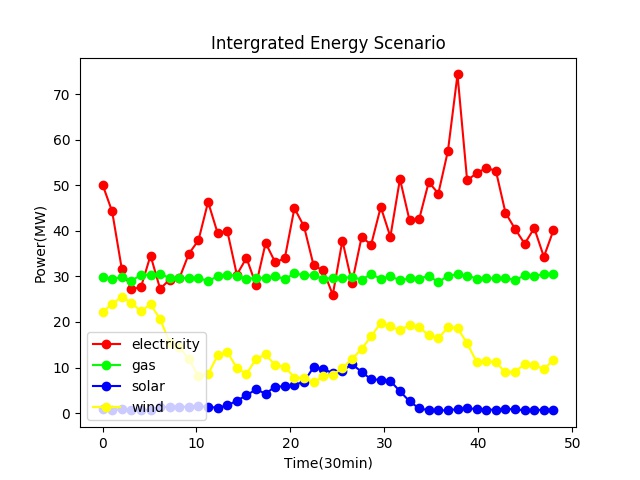 Intergrated Energy Scenario
Power(MW)
70
60
50
40
30
20
10
0
electricity
gas
solar
wind
0 10 20 30 40 50
Time(30min)